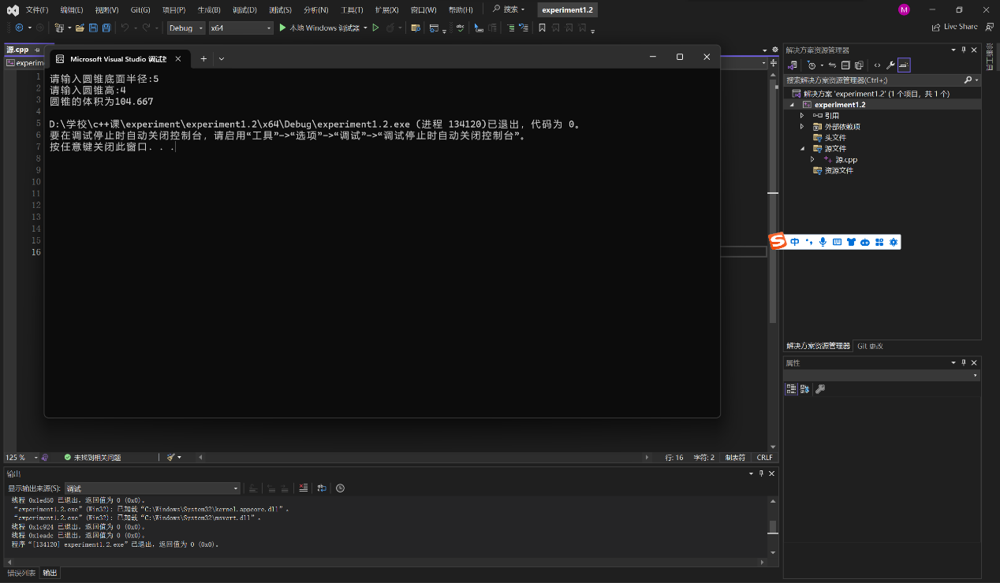 文件(F) 编辑(E) 视图(V) Git(G) 项目(P) 生成(B) 调试(D) 测试(S) 分析(N) 工具(T) 扩展(X) 窗口(W) 帮助(H) 搜索 experiment1.2 M
Debug x64 本地 Windows 调试器 Live Share
源.cpp
experim
Microsoft Visual Studio 调试
1
2
3
4
5
6
7
8
9
10
11
12
13
14
15
16
请输入圆锥底面半径:5
请输入圆锥高:4
圆锥的体积为104.667
D:\学校\c++课\experiment\experiment1.2\x64\Debug\experiment1.2.exe (进程 134120)已退出，代码为 0。
要在调试停止时自动关闭控制台，请启用“工具”->“选项”->“调试”->“调试停止时自动关闭控制台”。
按任意键关闭此窗口. . .
125 % 未找到相关问题 行: 16 字符: 2 制表符 CRLF
输出
显示输出来源(S): 调试
线程 0x1ed50 已退出，返回值为 0 (0x0)。
“experiment1.2.exe”(Win32): 已加载“C:\Windows\System32\kernel.appcore.dll”。
“experiment1.2.exe”(Win32): 已加载“C:\Windows\System32\msvcrt.dll”。
线程 0x1c924 已退出，返回值为 0 (0x0)。
线程 0x1eadc 已退出，返回值为 0 (0x0)。
程序“[134120] experiment1.2.exe”已退出，返回值为 0 (0x0)。
错误列表 输出
解决方案资源管理器
搜索解决方案资源管理器(Ctrl+;)
解决方案 'experiment1.2' (1 个项目，共 1 个)
experiment1.2
引用
外部依赖项
头文件
源文件
源.cpp
资源文件
S 中
解决方案资源管理器 Git 更改
属性
诊断工具